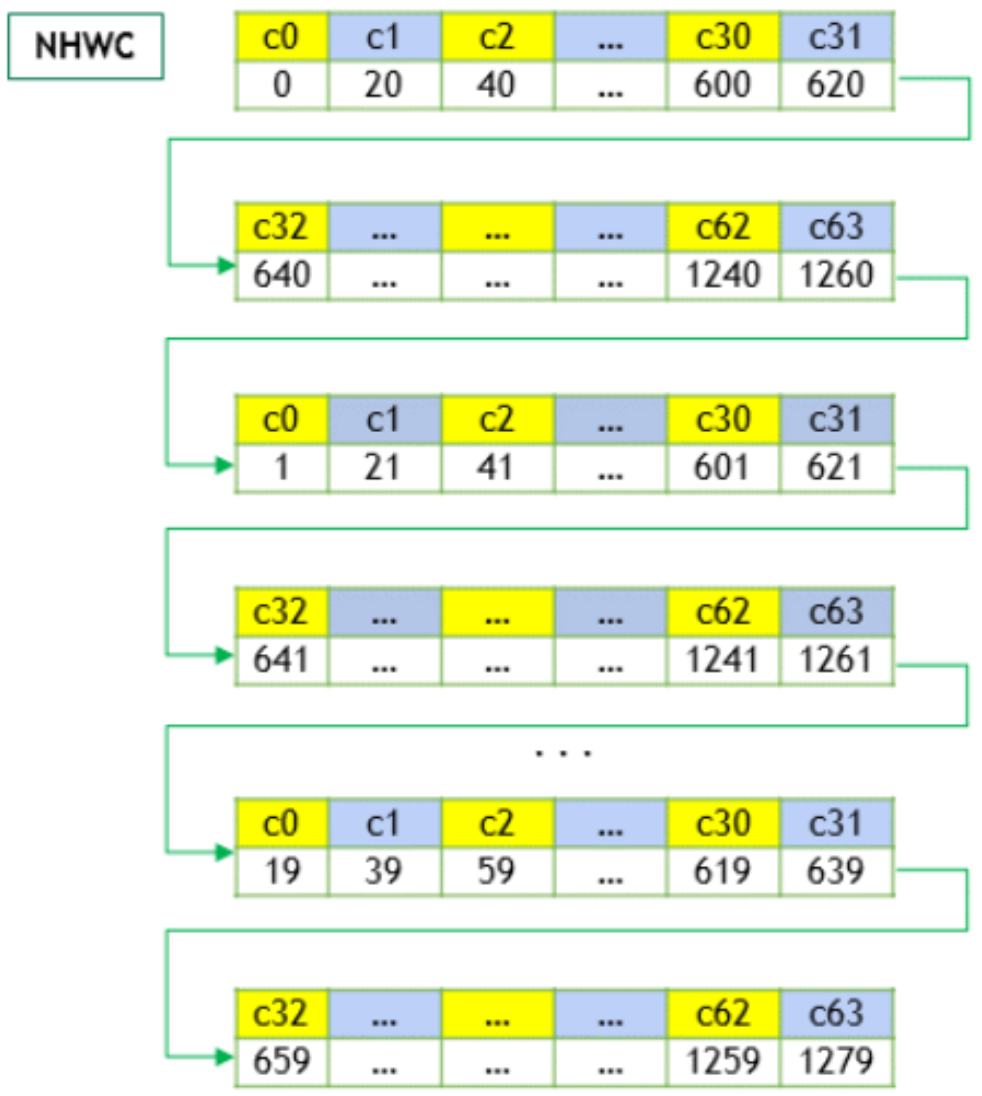 NHWC
c0 c1 c2 ... c30 c31
0 20 40 ... 600 620
c32 ... ... ... c62 c63
640 ... ... ... 1240 1260
c0 c1 c2 ... c30 c31
1 21 41 ... 601 621
c32 ... ... ... c62 c63
641 ... ... ... 1241 1261
. . .
c0 c1 c2 ... c30 c31
19 39 59 ... 619 639
c32 ... ... ... c62 c63
659 ... ... ... 1259 1279